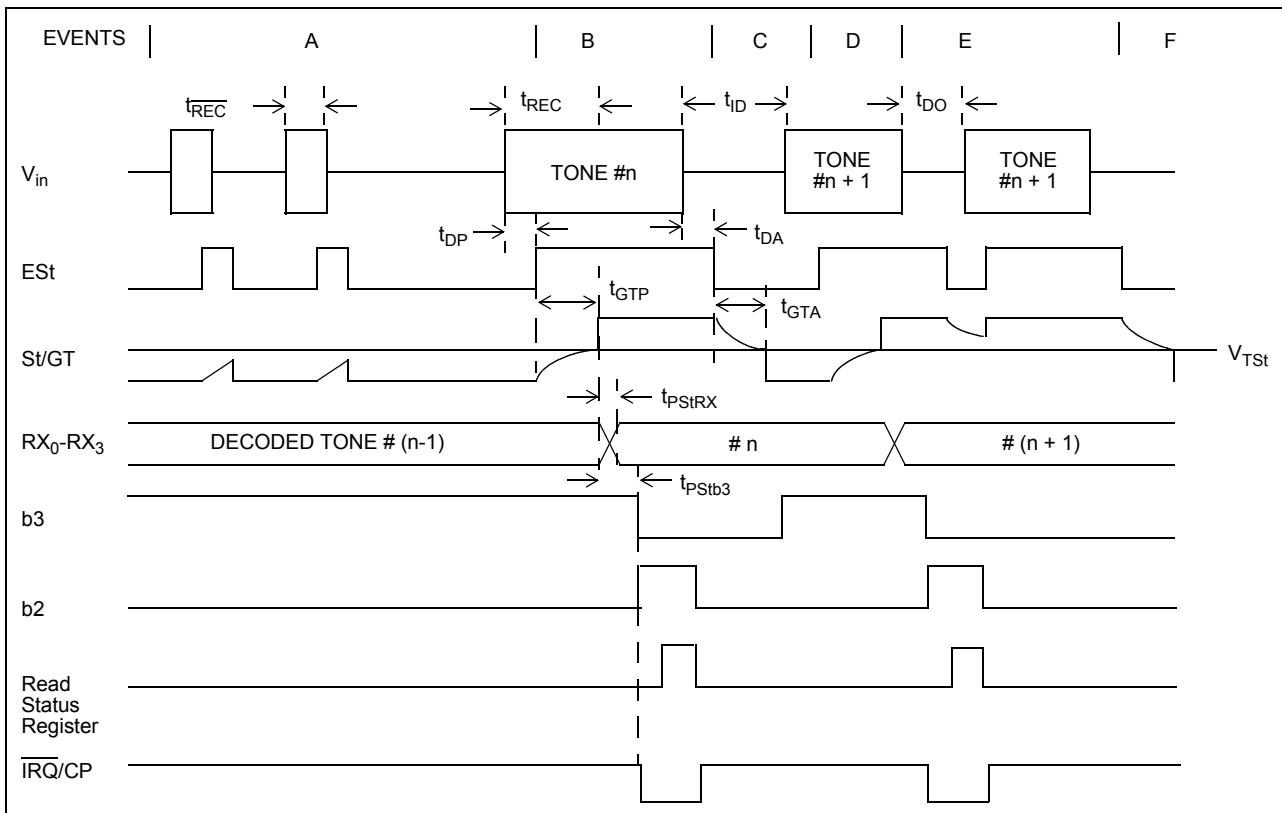 EVENTS A B C D E F
tREC tREC tID tDO
Vin TONE #n TONE #n + 1 TONE #n + 1
tDP tDA
ESt
tGTP tGTA
St/GT VTSt
tPStRX
RX0-RX3 DECODED TONE # (n-1) # n # (n + 1)
tPStb3
b3
b2
Read
Status
Register
IRQ/CP